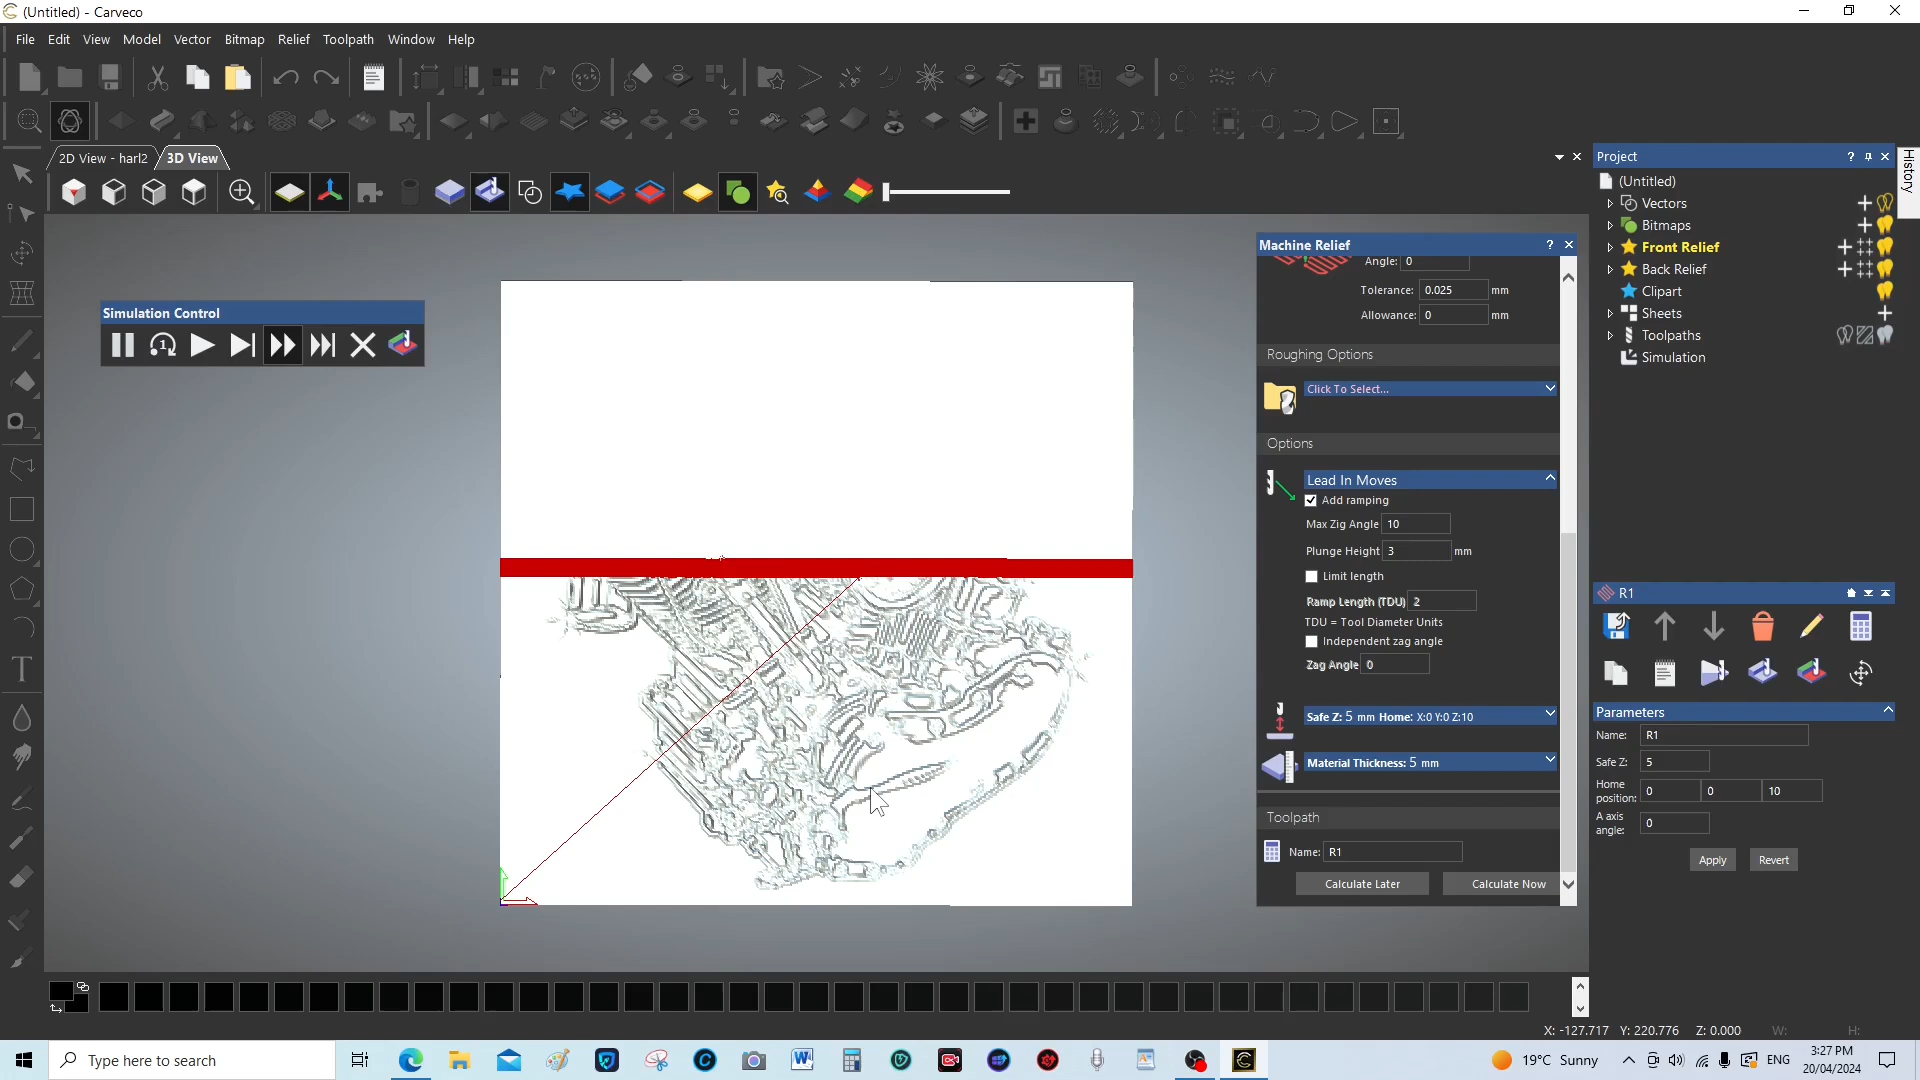 (Untitled) - Carveco
File Edit View Model Vector Bitmap Relief Toolpath Window Help
2D View - harl2 3D View
Simulation Control
Machine Relief
Angle: 0
Tolerance: 0.025 mm
Allowance: 0 mm
Roughing Options
Click To Select...
Options
Lead In Moves
Add ramping
Max Zig Angle 10
Plunge Height 3 mm
Limit length
Ramp Length (TDU) 2
TDU = Tool Diameter Units
Independent zag angle
Zag Angle 0
Safe Z: 5 mm Home: X:0 Y:0 Z:10
Material Thickness: 5 mm
Toolpath
Name: R1
Calculate Later Calculate Now
Project
History
(Untitled)
Vectors
Bitmaps
Front Relief
Back Relief
Clipart
Sheets
Toolpaths
Simulation
R1
Parameters
Name: R1
Safe Z: 5
Home position: 0 0 10
A axis angle: 0
Apply Revert
X: -127.717 Y: 220.776 Z: 0.000 W: H:
Type here to search
19°C Sunny
ENG
3:27 PM
20/04/2024